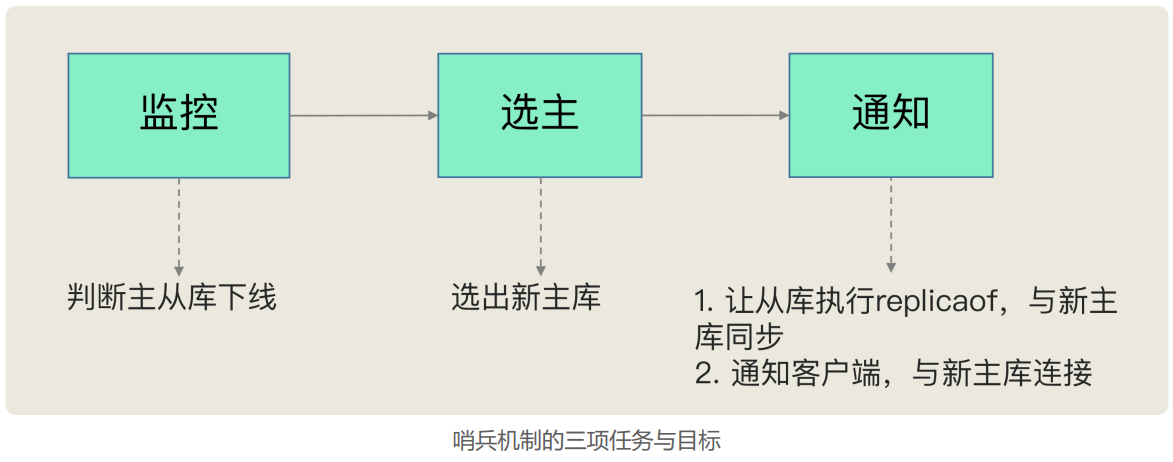 监控
选主
通知
判断主从库下线
选出新主库
1. 让从库执行replicaof，与新主
库同步
2. 通知客户端，与新主库连接
哨兵机制的三项任务与目标